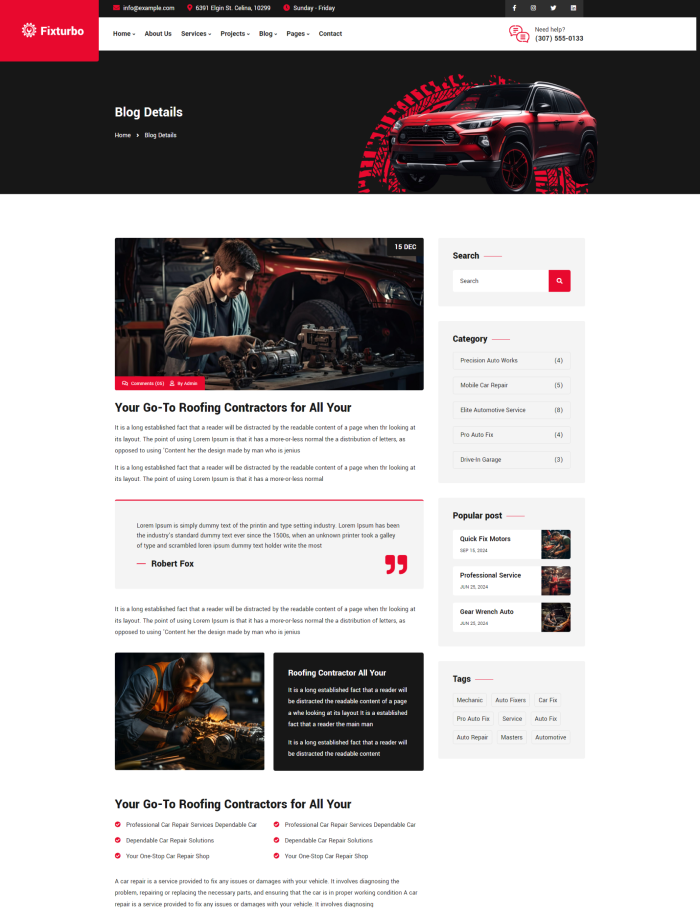 info@example.com
6391 Elgin St. Celina, 10299
Sunday - Friday
Fixturbo
Home
About Us
Services
Projects
Blog
Pages
Contact
Need help?
(307) 555-0133
Blog Details
Home
Blog Details
15 DEC
Comments (00)
By Admin
Your Go-To Roofing Contractors for All Your
It is a long established fact that a reader will be distracted by the readable content of a page when thr looking at
its layout. The point of using Lorem Ipsum is that it has a more-or-less normal the a distribution of letters, as
opposed to using 'Content her the design made by man who is jenius
It is a long established fact that a reader will be distracted by the readable content of a page when thr looking at
its layout. The point of using Lorem Ipsum is that it has a more-or-less normal
Lorem Ipsum is simply dummy text of the printin and type setting industry. Lorem Ipsum has been
the industry's standard dummy text ever since the 1500s, when an unknown printer took a galley
of type and scrambled loren ipsum dummy text holder write the most
Robert Fox
It is a long established fact that a reader will be distracted by the readable content of a page when thr looking at
its layout. The point of using Lorem Ipsum is that it has a more-or-less normal the a distribution of letters, as
opposed to using 'Content her the design made by man who is jenius
Roofing Contractor All Your
It is a long established fact that a reader will
be distracted the readable content of a page
a whe looking at its layout It is a established
fact that a reader the main man
It is a long established fact that a reader will
be distracted the readable content
Your Go-To Roofing Contractors for All Your
Professional Car Repair Services Dependable Car
Professional Car Repair Services Dependable Car
Dependable Car Repair Solutions
Dependable Car Repair Solutions
Your One-Stop Car Repair Shop
Your One-Stop Car Repair Shop
A car repair is a service provided to fix any issues or damages with your vehicle. It involves diagnosing the
problem, repairing or replacing the necessary parts, and ensuring that the car is in proper working condition A car
repair is a service provided to fix any issues or damages with your vehicle. It involves diagnosing
Search
Search
Category
Precision Auto Works (4)
Mobile Car Repair (5)
Elite Automotive Service (8)
Pro Auto Fix (4)
Drive-In Garage (3)
Popular post
Quick Fix Motors
SEP 15, 2024
Professional Service
JUN 25, 2024
Gear Wrench Auto
JUN 25, 2024
Tags
Mechanic
Auto Fixers
Car Fix
Pro Auto Fix
Service
Auto Fix
Auto Repair
Masters
Automotive